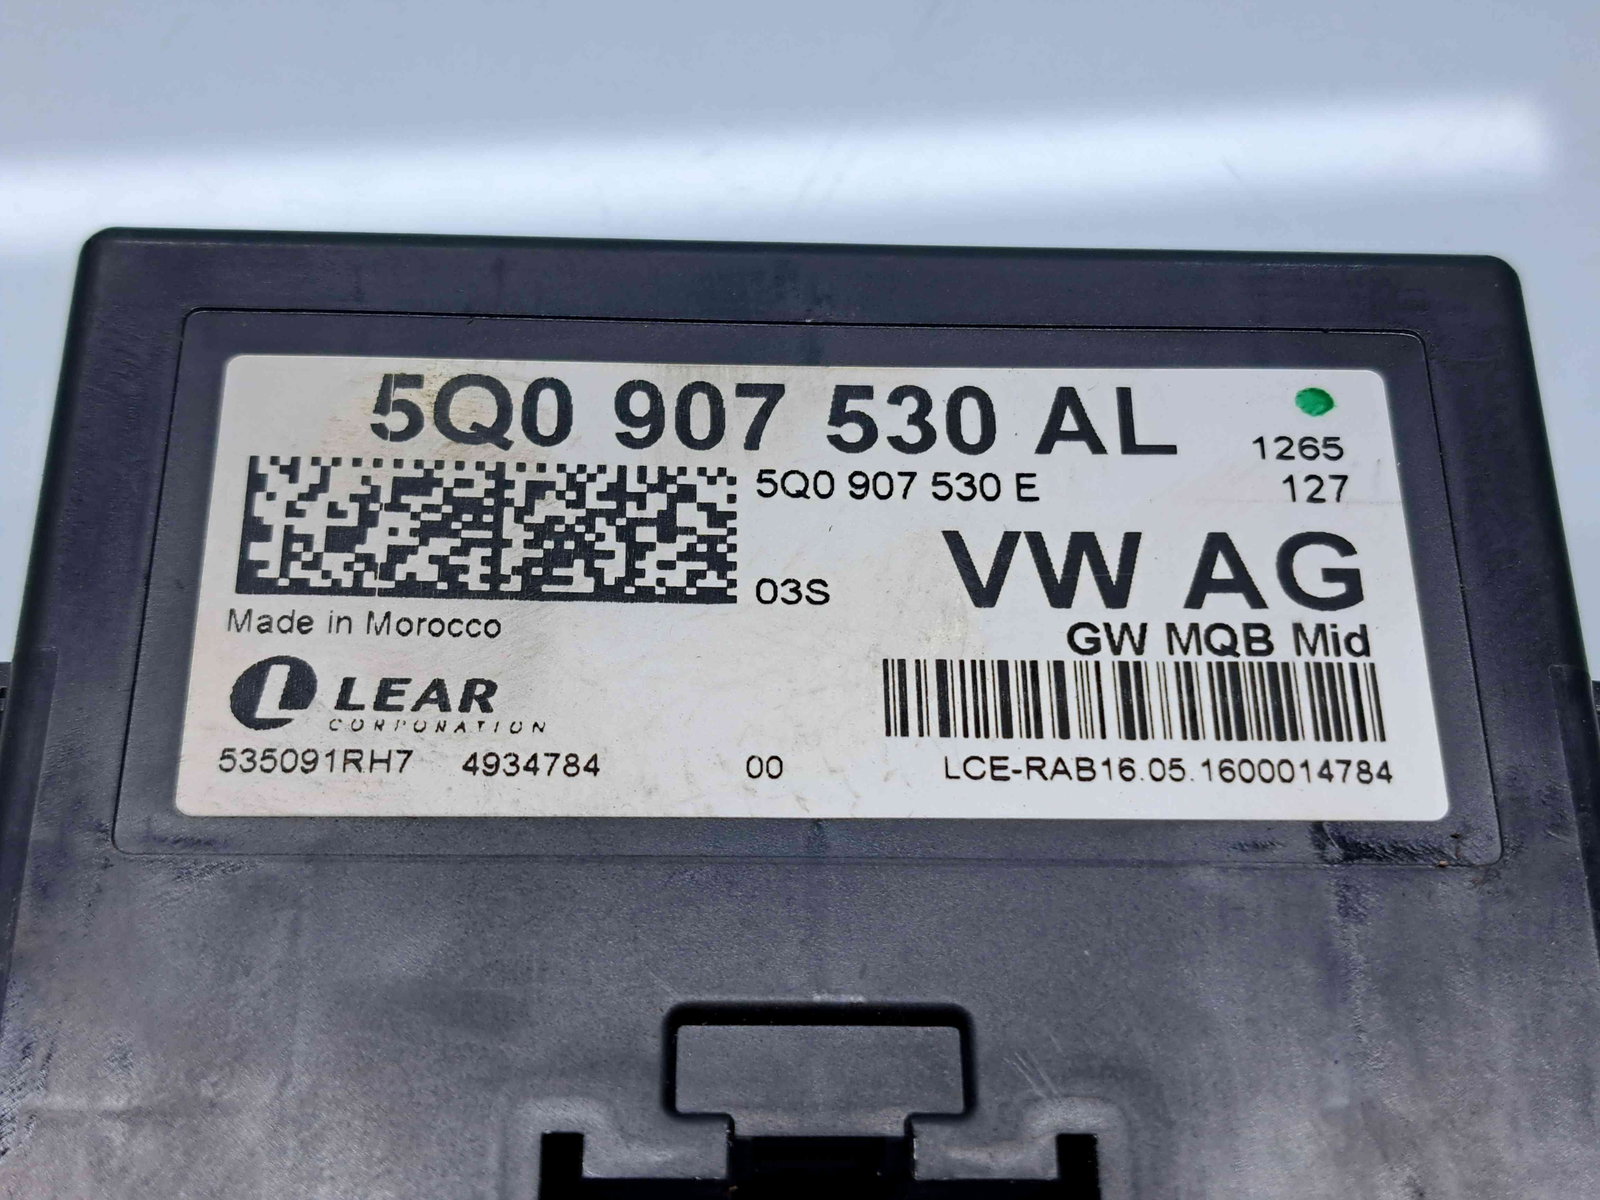 5Q0 907 530 AL
1265
5Q0 907 530 E
127
03S
VW AG
Made in Morocco
GW MQB Mid
LEAR
CORPORATION
535091RH7 4934784 00 LCE-RAB16.05.1600014784